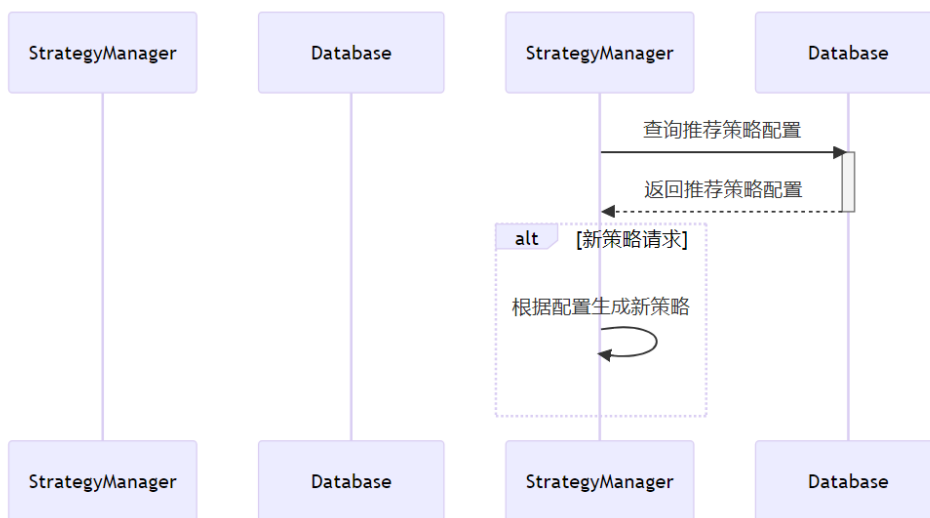 StrategyManager
Database
StrategyManager
Database
查询推荐策略配置
返回推荐策略配置
alt
[新策略请求]
根据配置生成新策略
StrategyManager
Database
StrategyManager
Database